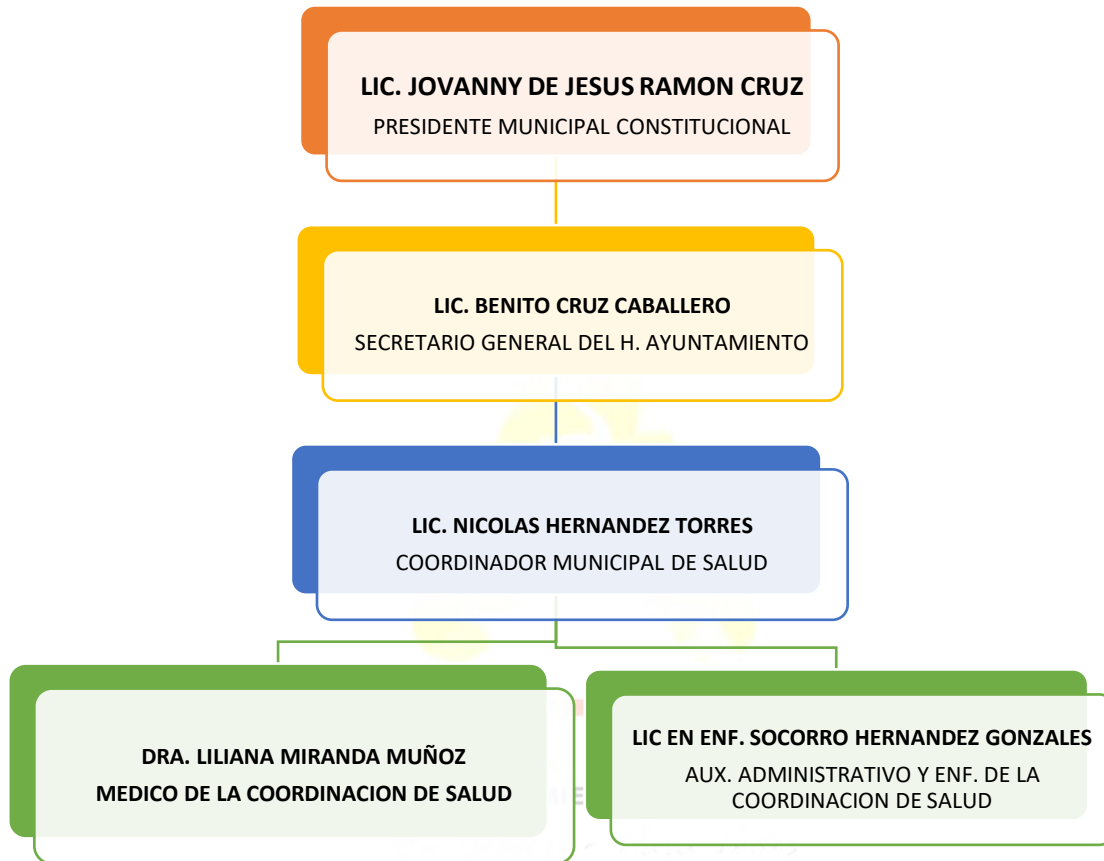 LIC. JOVANNY DE JESUS RAMON CRUZ
PRESIDENTE MUNICIPAL CONSTITUCIONAL
LIC. BENITO CRUZ CABALLERO
SECRETARIO GENERAL DEL H. AYUNTAMIENTO
LIC. NICOLAS HERNANDEZ TORRES
COORDINADOR MUNICIPAL DE SALUD
DRA. LILIANA MIRANDA MUÑOZ
MEDICO DE LA COORDINACION DE SALUD
LIC EN ENF. SOCORRO HERNANDEZ GONZALES
AUX. ADMINISTRATIVO Y ENF. DE LA
COORDINACION DE SALUD